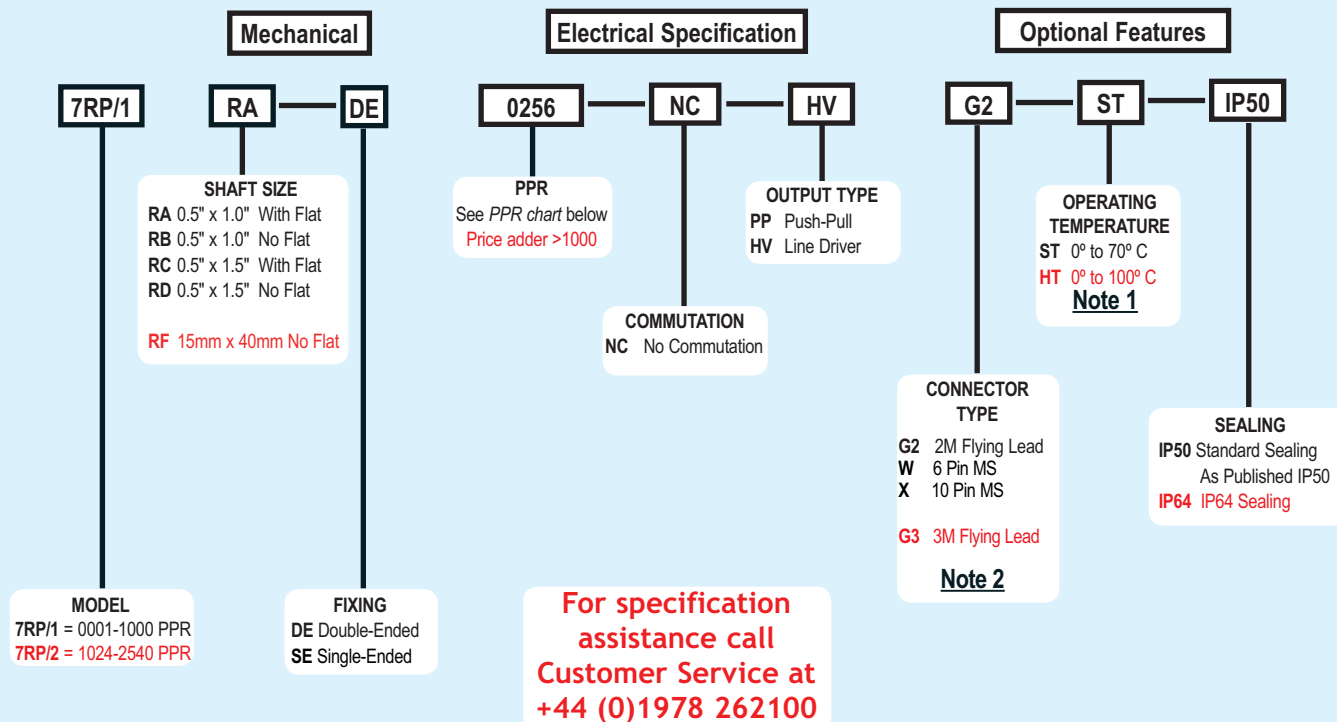 Mechanical
Electrical Specification
Optional Features
7RP/1
RA
DE
0256
NC
HV
G2
ST
IP50
SHAFT SIZE
RA 0.5" x 1.0" With Flat
RB 0.5" x 1.0" No Flat
RC 0.5" x 1.5" With Flat
RD 0.5" x 1.5" No Flat
RF 15mm x 40mm No Flat
PPR
See PPR chart below
Price adder >1000
OUTPUT TYPE
PP Push-Pull
HV Line Driver
OPERATING
TEMPERATURE
ST 0º to 70º C
HT 0º to 100º C
Note 1
COMMUTATION
NC No Commutation
CONNECTOR
TYPE
G2 2M Flying Lead
W 6 Pin MS
X 10 Pin MS
G3 3M Flying Lead
Note 2
SEALING
IP50 Standard Sealing
As Published IP50
IP64 IP64 Sealing
MODEL
7RP/1 = 0001-1000 PPR
7RP/2 = 1024-2540 PPR
FIXING
DE Double-Ended
SE Single-Ended
For specification
assistance call
Customer Service at
+44 (0)1978 262100